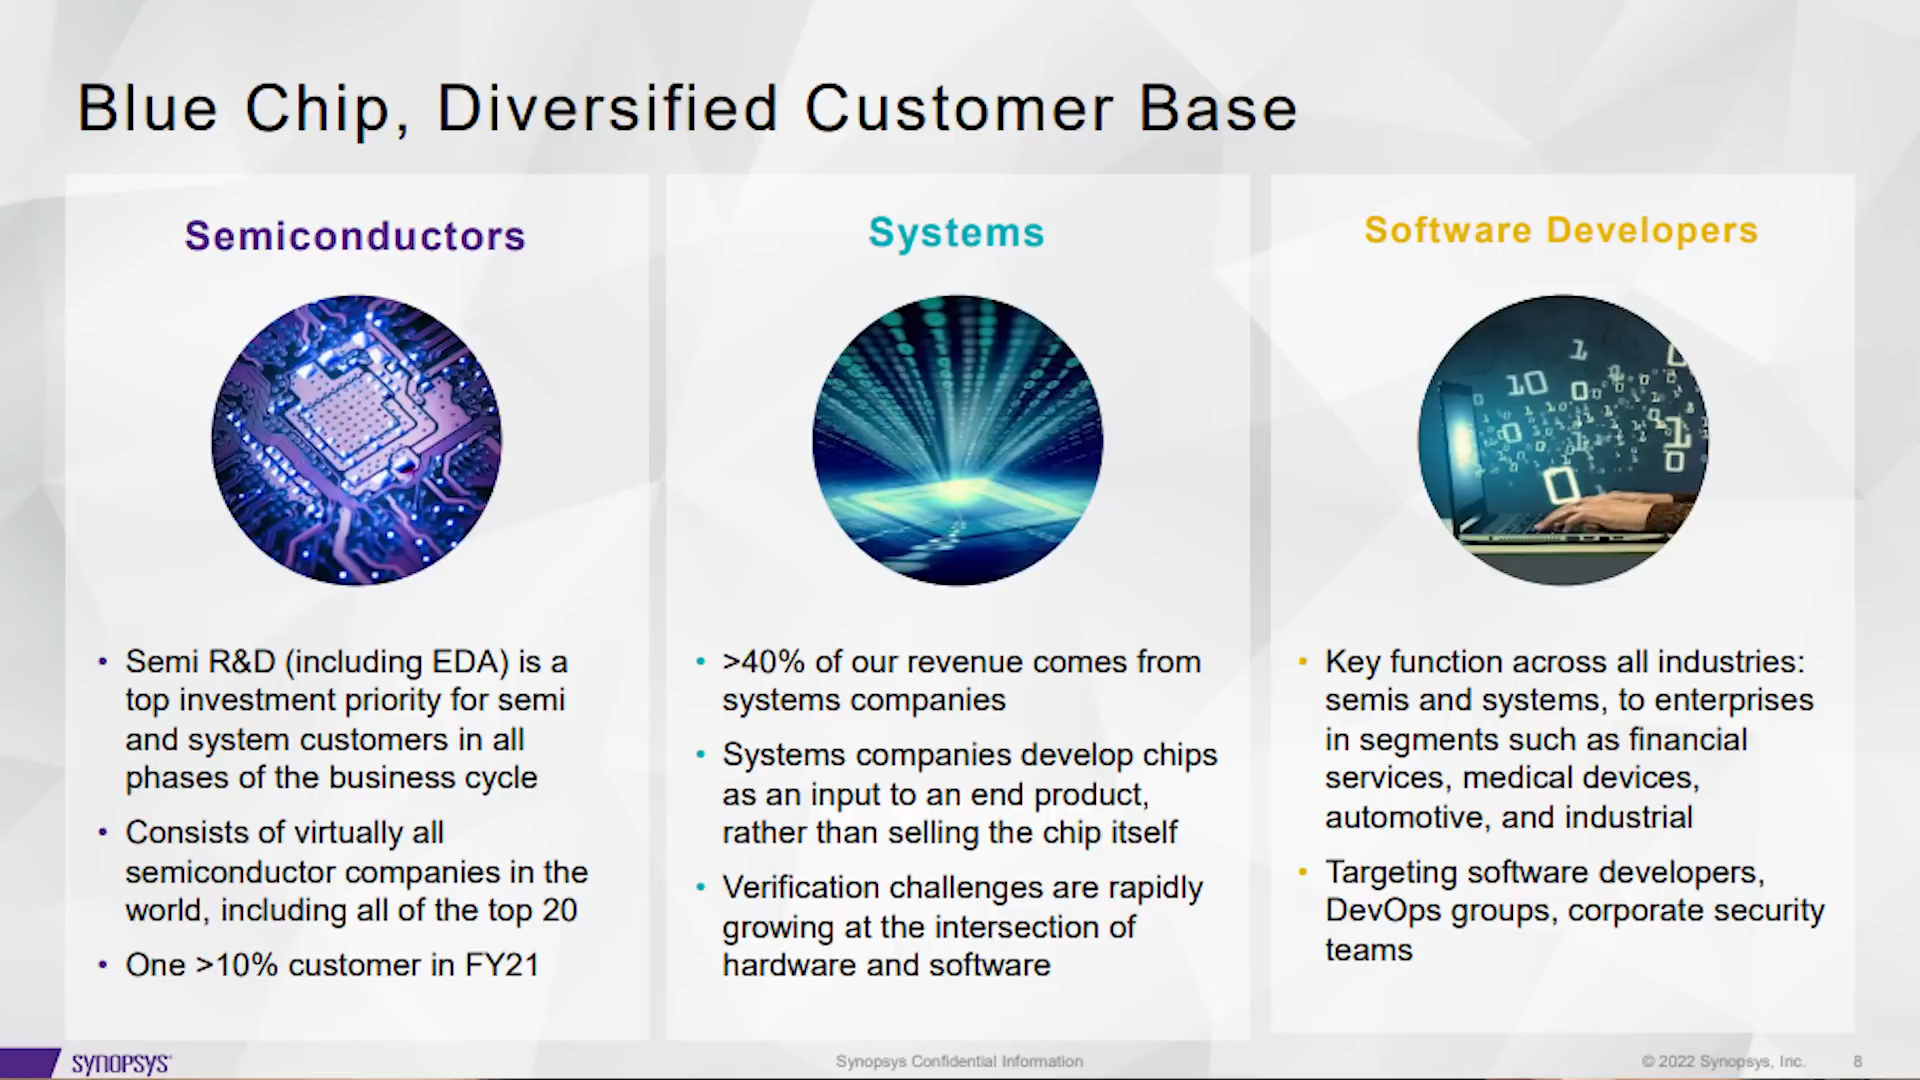 Blue Chip, Diversified Customer Base
Semiconductors
• Semi R&D (including EDA) is a
top investment priority for semi
and system customers in all
phases of the business cycle
• Consists of virtually all
semiconductor companies in the
world, including all of the top 20
• One >10% customer in FY21
Systems
• >40% of our revenue comes from
systems companies
• Systems companies develop chips
as an input to an end product,
rather than selling the chip itself
• Verification challenges are rapidly
growing at the intersection of
hardware and software
Software Developers
• Key function across all industries:
semis and systems, to enterprises
in segments such as financial
services, medical devices,
automotive, and industrial
• Targeting software developers,
DevOps groups, corporate security
teams
SYNOPSYS
Synopsys Confidential Information
© 2022 Synopsys, Inc.
8